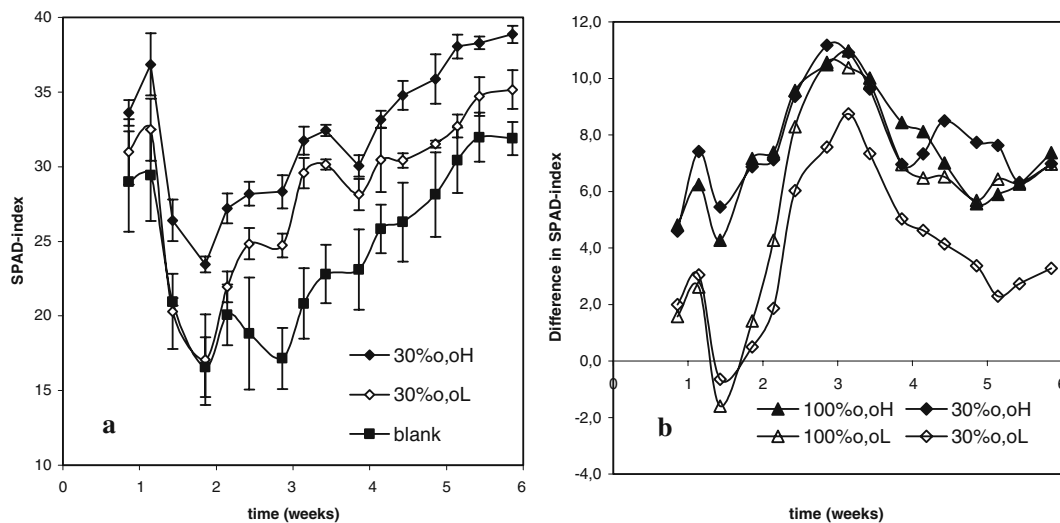 SPAD-index
40
35
30
25
20
15
10
0
1
2
3
4
5
6
time (weeks)
30%o,oH
30%o,oL
blank
a
Difference in SPAD-index
12,0
10,0
8,0
6,0
4,0
2,0
0,0
-2,0
-4,0
0
1
2
3
4
5
6
100%o,oH
30%o,oH
100%o,oL
30%o,oL
b
time (weeks)